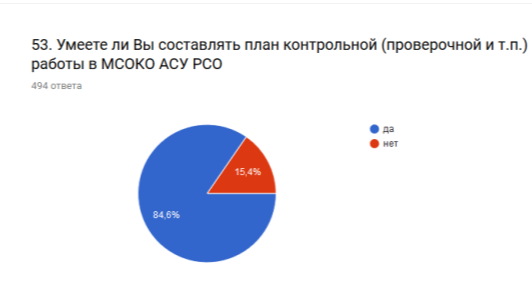 53. Умеете ли Вы составлять план контрольной (проверочной и т.п.)
работы в МСОКО АСУ РСО
494 ответа
да
нет
15,4%
84,6%